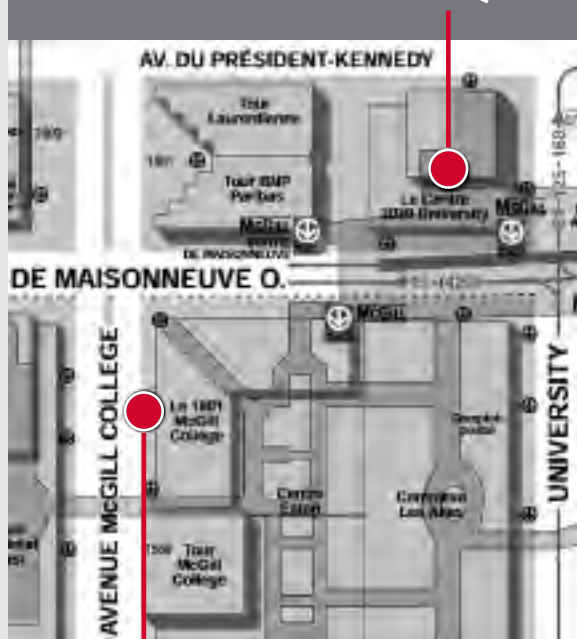 AV. DU PRÉSIDENT-KENNEDY
Tour
Laurentienne
Tour BNP
Paribas
Le Centre
2020 University
McGILL
McGILL
DE MAISONNEUVE
DE MAISONNEUVE O.
McGILL
AVENUE McGILL COLLEGE
UNIVERSITY
Le 1801
McGill
College
Centre
Eaton
Complexe
Les Ailes
Tour
McGill
College